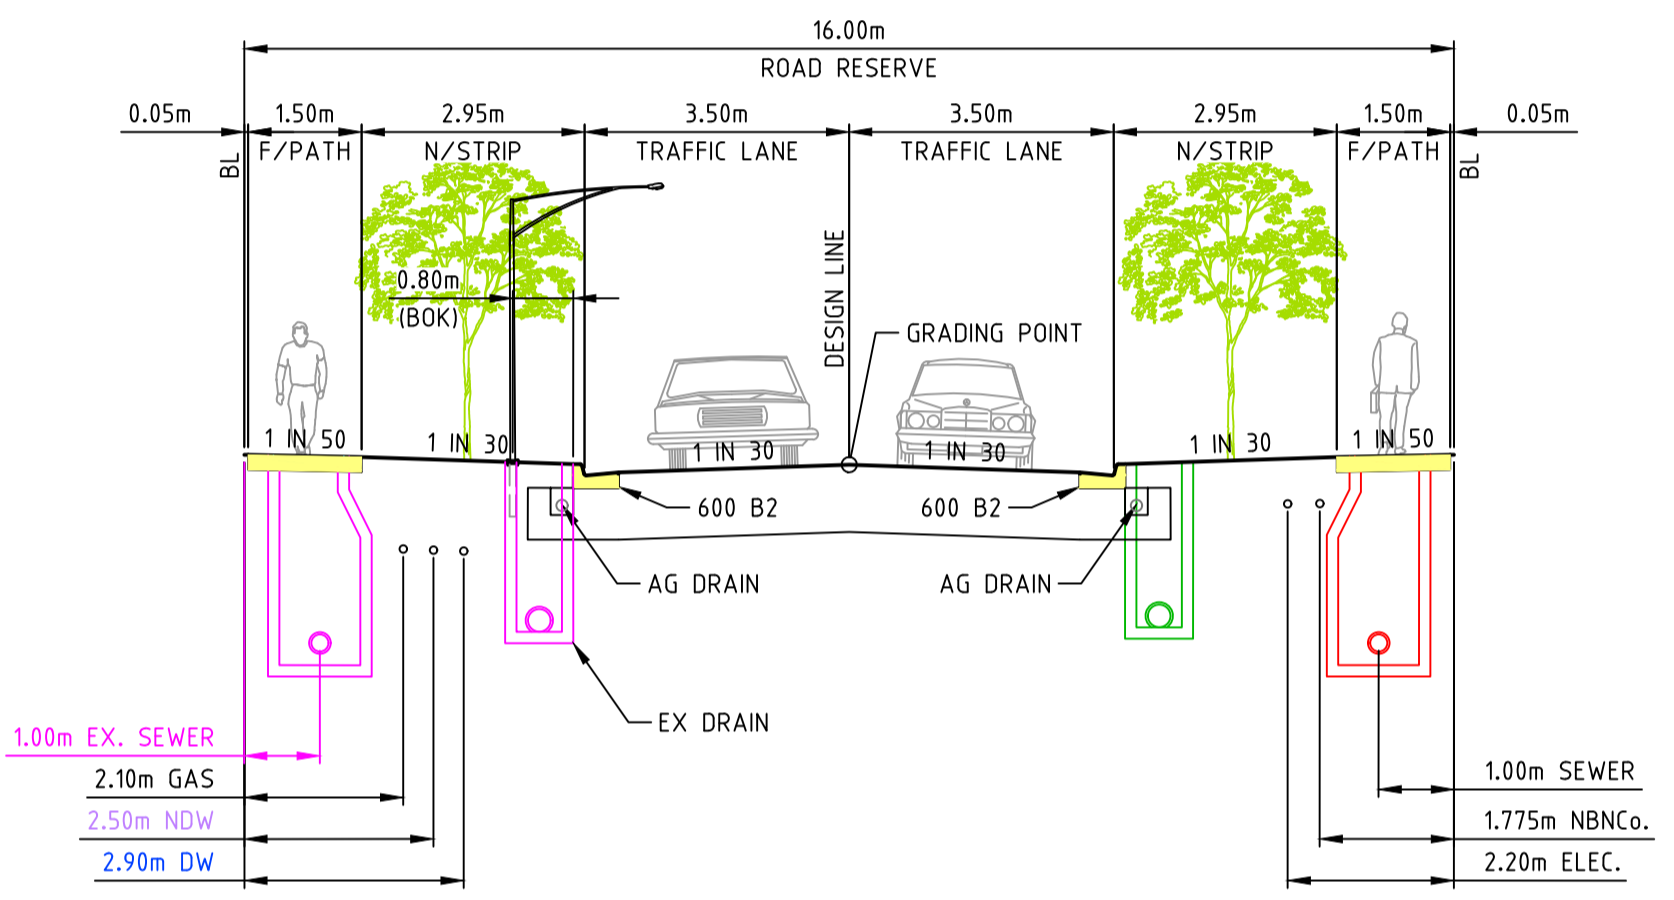 16.00m
ROAD RESERVE
0.05m 1.50m 2.95m 3.50m 3.50m 2.95m 1.50m 0.05m
BL F/PATH N/STRIP TRAFFIC LANE TRAFFIC LANE N/STRIP F/PATH BL
0.80m
(BOK)
DESIGN LINE
GRADING POINT
1 IN 50 1 IN 30 1 IN 30 1 IN 30 1 IN 30 1 IN 50
600 B2 600 B2
AG DRAIN AG DRAIN
EX DRAIN
1.00m EX. SEWER
2.10m GAS
2.50m NDW
2.90m DW
1.00m SEWER
1.775m NBNCo.
2.20m ELEC.